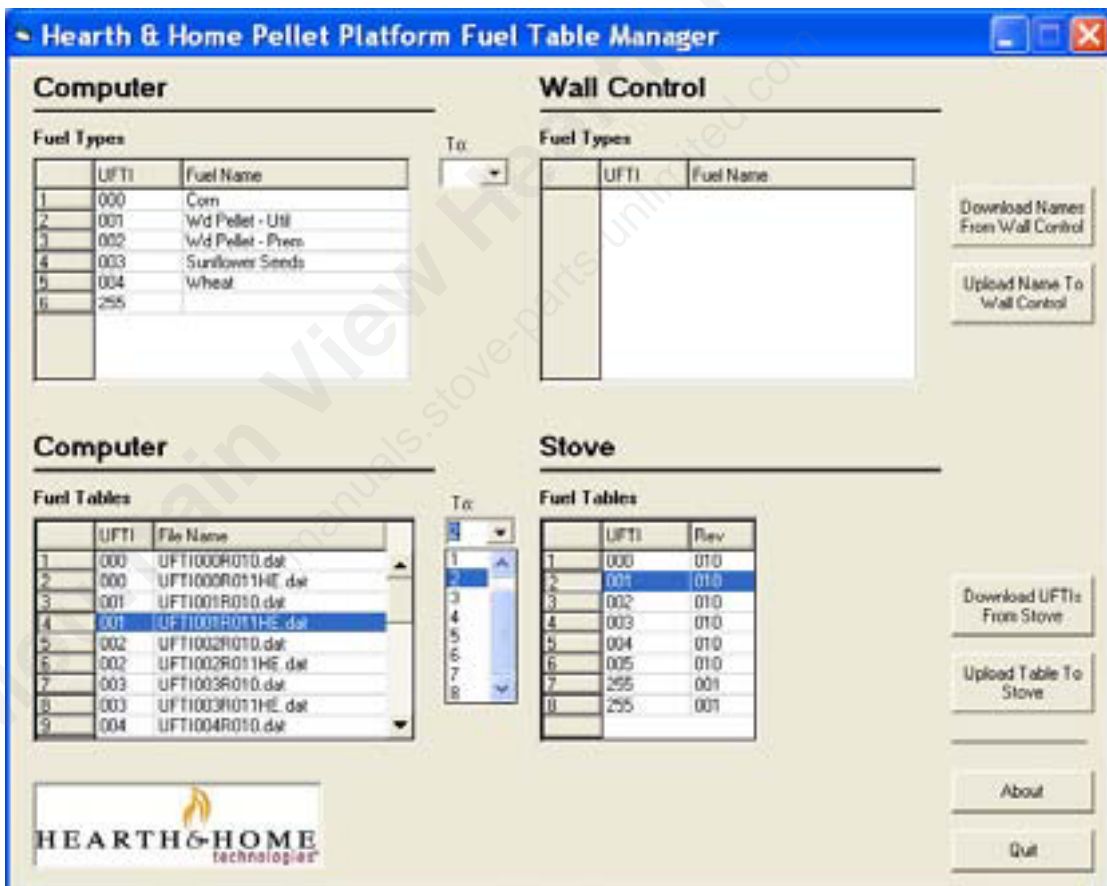 Hearth & Home Pellet Platform Fuel Table Manager
Computer
Fuel Types
UFTI Fuel Name
1 000 Corn
2 001 Wd Pellet - Util
3 002 Wd Pellet - Prem
4 003 Sunflower Seeds
5 004 Wheat
6 255
To:
Wall Control
Fuel Types
UFTI Fuel Name
Download Names
From Wall Control
Upload Name To
Wall Control
Computer
Fuel Tables
UFTI File Name
1 000 UFTI000R010.dat
2 000 UFTI000R011HE.dat
3 001 UFTI001R010.dat
4 001 UFTI001R011HE.dat
5 002 UFTI002R010.dat
6 002 UFTI002R011HE.dat
7 003 UFTI003R010.dat
8 003 UFTI003R011HE.dat
9 004 UFTI004R010.dat
To:
2
1
2
3
4
5
6
7
8
Stove
Fuel Tables
UFTI Rev
1 000 010
2 001 010
3 002 010
4 003 010
5 004 010
6 005 010
7 255 001
8 255 001
Download UFTIs
From Stove
Upload Table To
Stove
About
Quit
HEARTH & HOME
technologies
View
manuals.stove-parts-unlimited.com